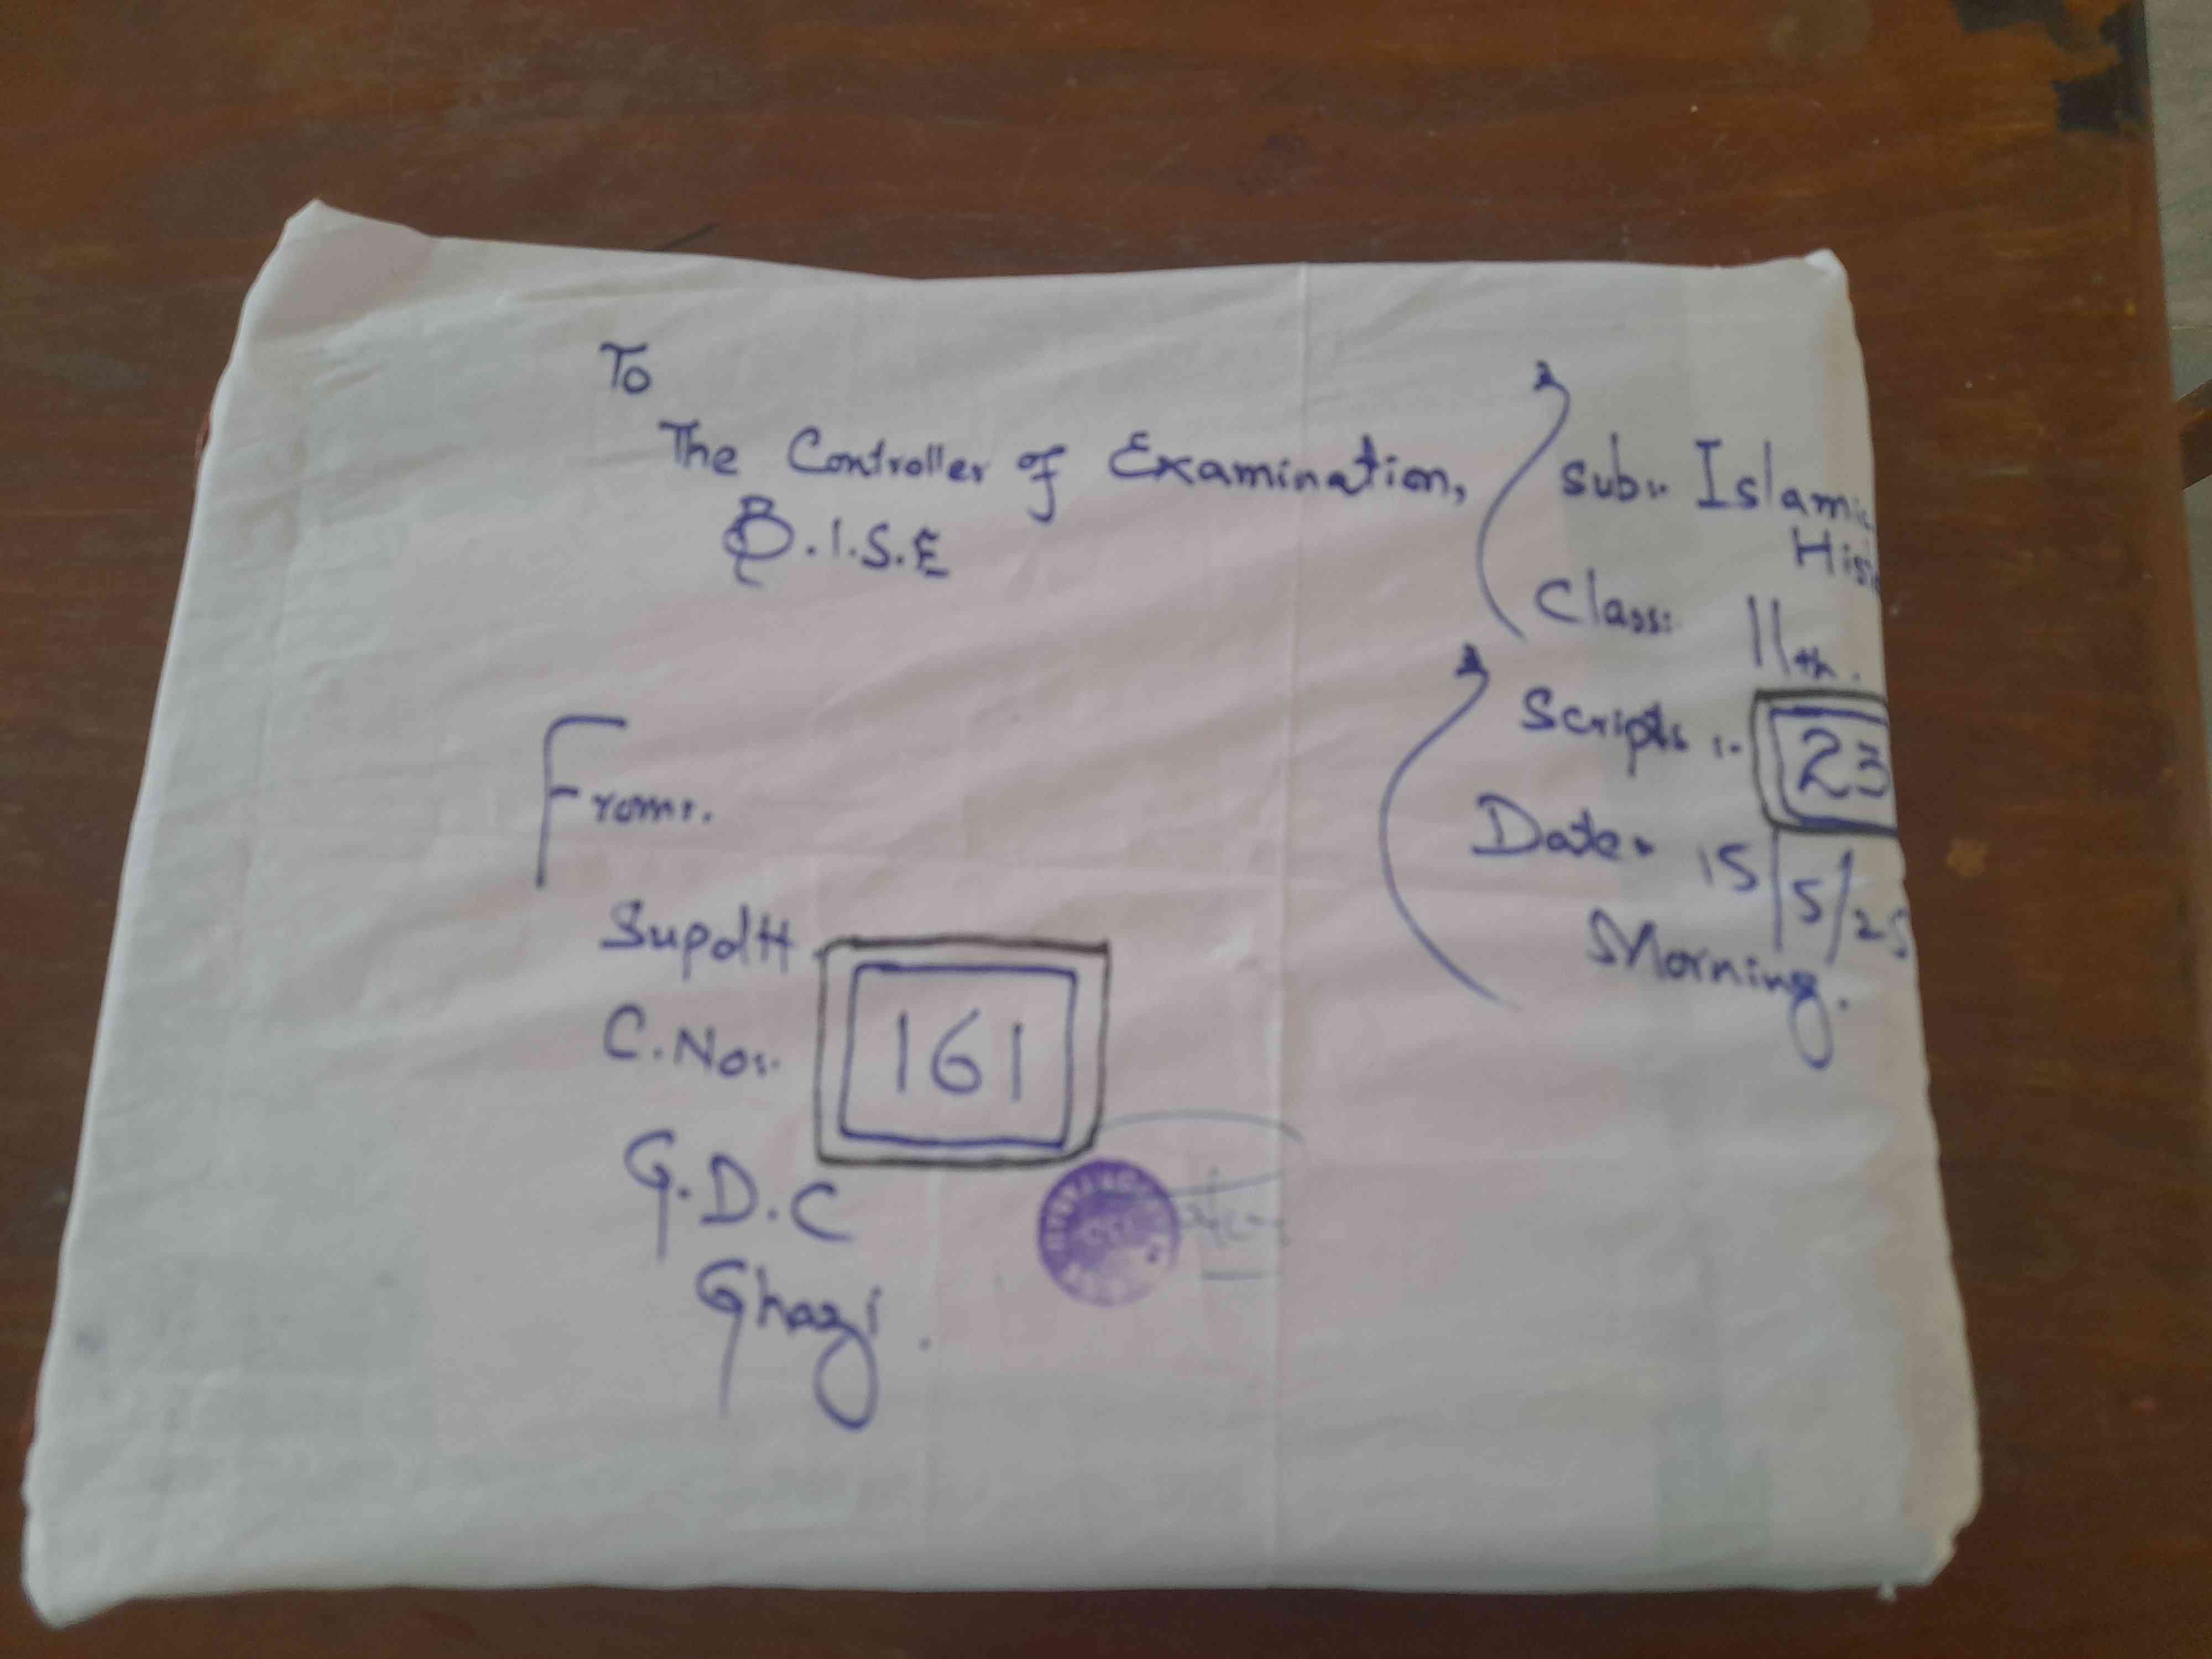 To
The Controller of Examination,
B.I.S.E
Sub:. Islamic
Class: 11th.
Scripts :- 23
Date. 15/5/25
Morning.
From:.
Supdtt
C.No:. 161
G.D.C
Ghazi.